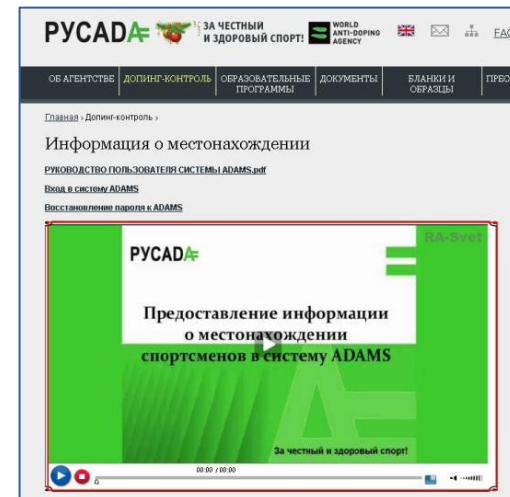 РУСАДА
ЗА ЧЕСТНЫЙ
И ЗДОРОВЫЙ СПОРТ!
WORLD
ANTI-DOPING
AGENCY
FAQ
ОБ АГЕНТСТВЕ
ДОПИНГ-КОНТРОЛЬ
ОБРАЗОВАТЕЛЬНЫЕ
ПРОГРАММЫ
ДОКУМЕНТЫ
БЛАНКИ И
ОБРАЗЦЫ
ПРЕС
Главная › Допинг-контроль ›
Информация о местонахождении
РУКОВОДСТВО ПОЛЬЗОВАТЕЛЯ СИСТЕМЫ ADAMS.pdf
Вход в систему ADAMS
Восстановление пароля к ADAMS
RA-Svet
РУСАДА
Предоставление информации
о местонахождении
спортсменов в систему ADAMS
За честный и здоровый спорт!
00:00 / 00:00